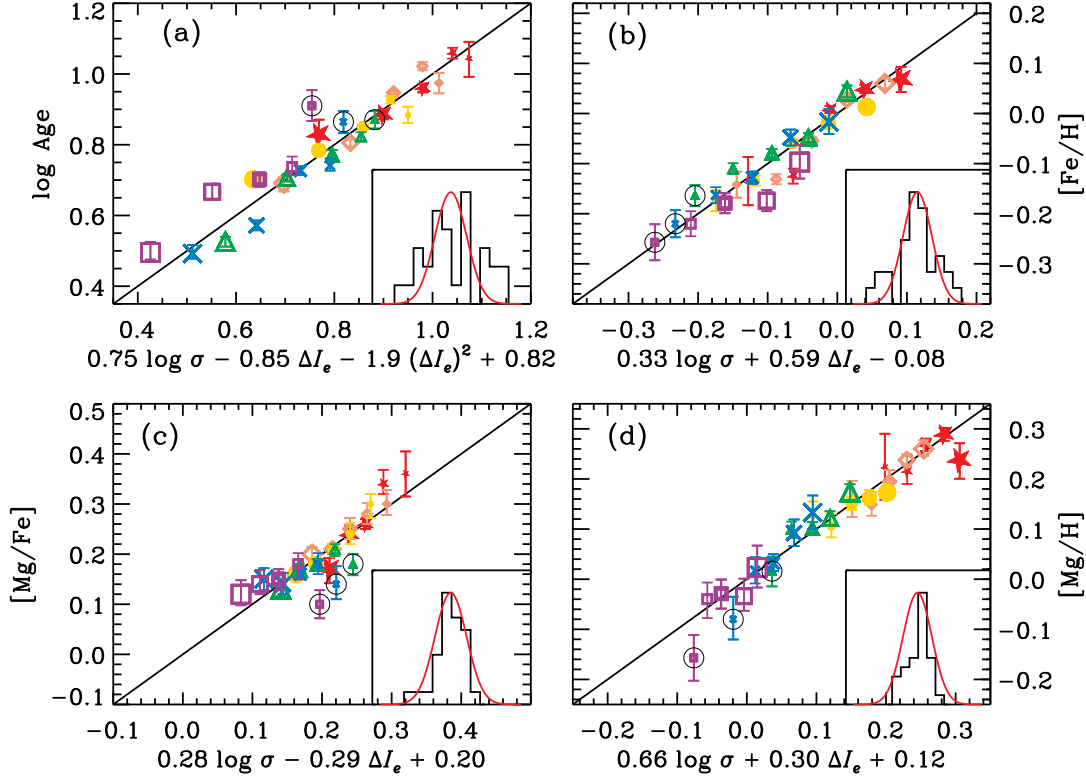 (a)
log Age
1.2
1.0
0.8
0.6
0.4
0.4 0.6 0.8 1.0 1.2
0.75 log σ − 0.85 ΔI_e − 1.9 (ΔI_e)² + 0.82
(b)
[Fe/H]
0.2
0.1
0.0
−0.1
−0.2
−0.3
−0.3 −0.2 −0.1 0.0 0.1 0.2
0.33 log σ + 0.59 ΔI_e − 0.08
(c)
[Mg/Fe]
0.5
0.4
0.3
0.2
0.1
0.0
−0.1
−0.1 0.0 0.1 0.2 0.3 0.4
0.28 log σ − 0.29 ΔI_e + 0.20
(d)
[Mg/H]
0.3
0.2
0.1
0.0
−0.1
−0.2
−0.2 −0.1 0.0 0.1 0.2 0.3
0.66 log σ + 0.30 ΔI_e + 0.12